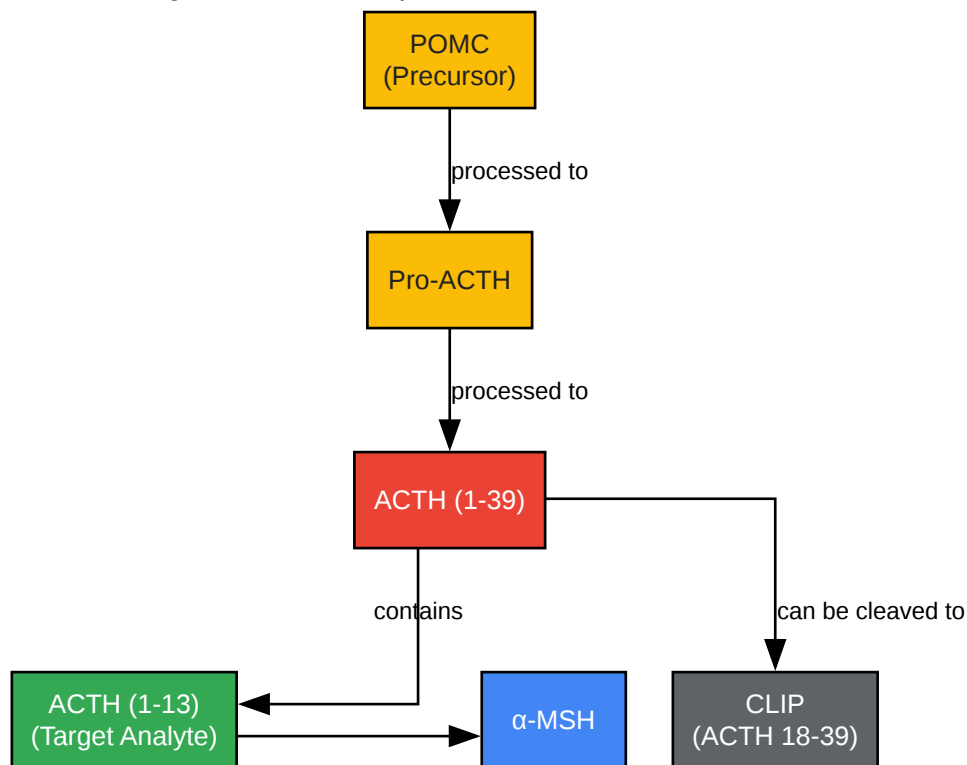 POMC
(Precursor)
processed to
Pro-ACTH
processed to
ACTH (1-39)
contains
can be cleaved to
ACTH (1-13)
(Target Analyte)
α-MSH
CLIP
(ACTH 18-39)